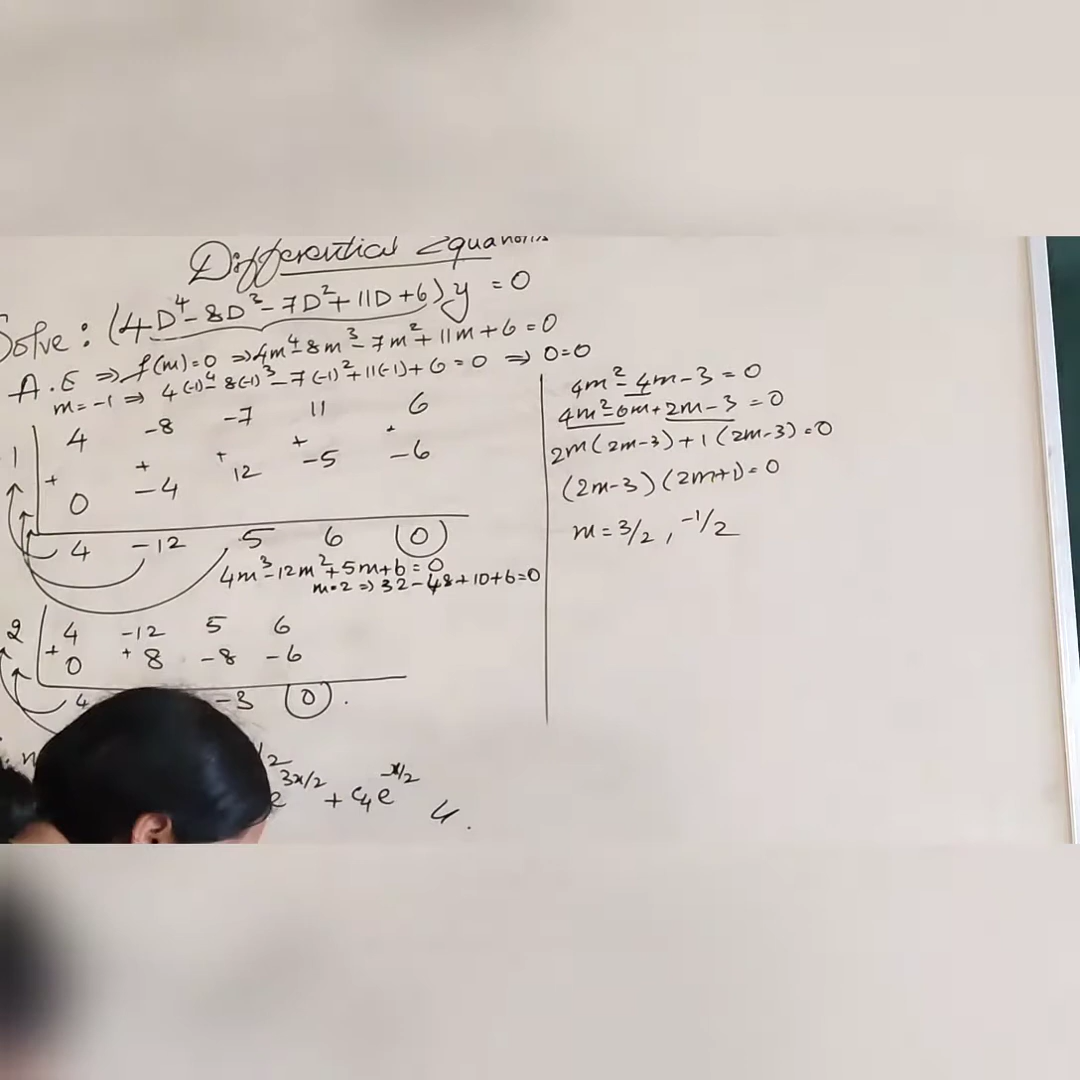 Differential Equations
Solve: (4D⁴-8D³-7D²+11D+6)y = 0
A.E ⇒ f(m)=0 ⇒ 4m⁴-8m³-7m²+11m+6=0
m=-1 ⇒ 4(-1)⁴-8(-1)³-7(-1)²+11(-1)+6=0 ⇒ 0=0
4 -8 -7 11 6
1 + + + + +
0 -4 12 -5 -6
4 -12 5 6 0
4m³-12m²+5m+6=0
m=2 ⇒ 32-48+10+6=0
2 4 -12 5 6
+ 0 + 8 -8 -6
4 -3 0 .
/2
e^{3x/2} + c₄e^{-x/2}
4m²-4m-3=0
4m²-6m+2m-3=0
2m(2m-3)+1(2m-3)=0
(2m-3)(2m+1)=0
m=3/2, -1/2